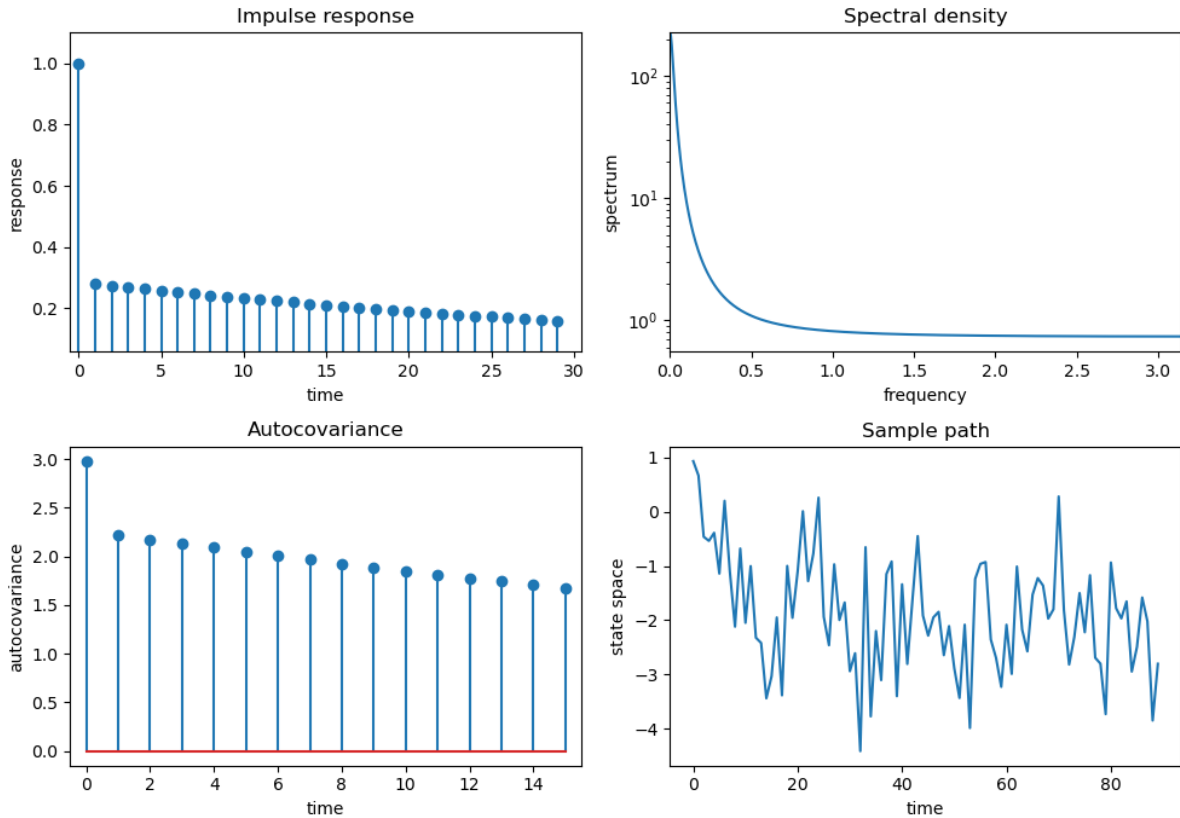 Impulse response
1.0
0.8
0.6
0.4
0.2
response
0 5 10 15 20 25 30
time
Spectral density
10²
10¹
10⁰
spectrum
0.0 0.5 1.0 1.5 2.0 2.5 3.0
frequency
Autocovariance
3.0
2.5
2.0
1.5
1.0
0.5
0.0
autocovariance
0 2 4 6 8 10 12 14
time
Sample path
1
0
−1
−2
−3
−4
state space
0 20 40 60 80
time